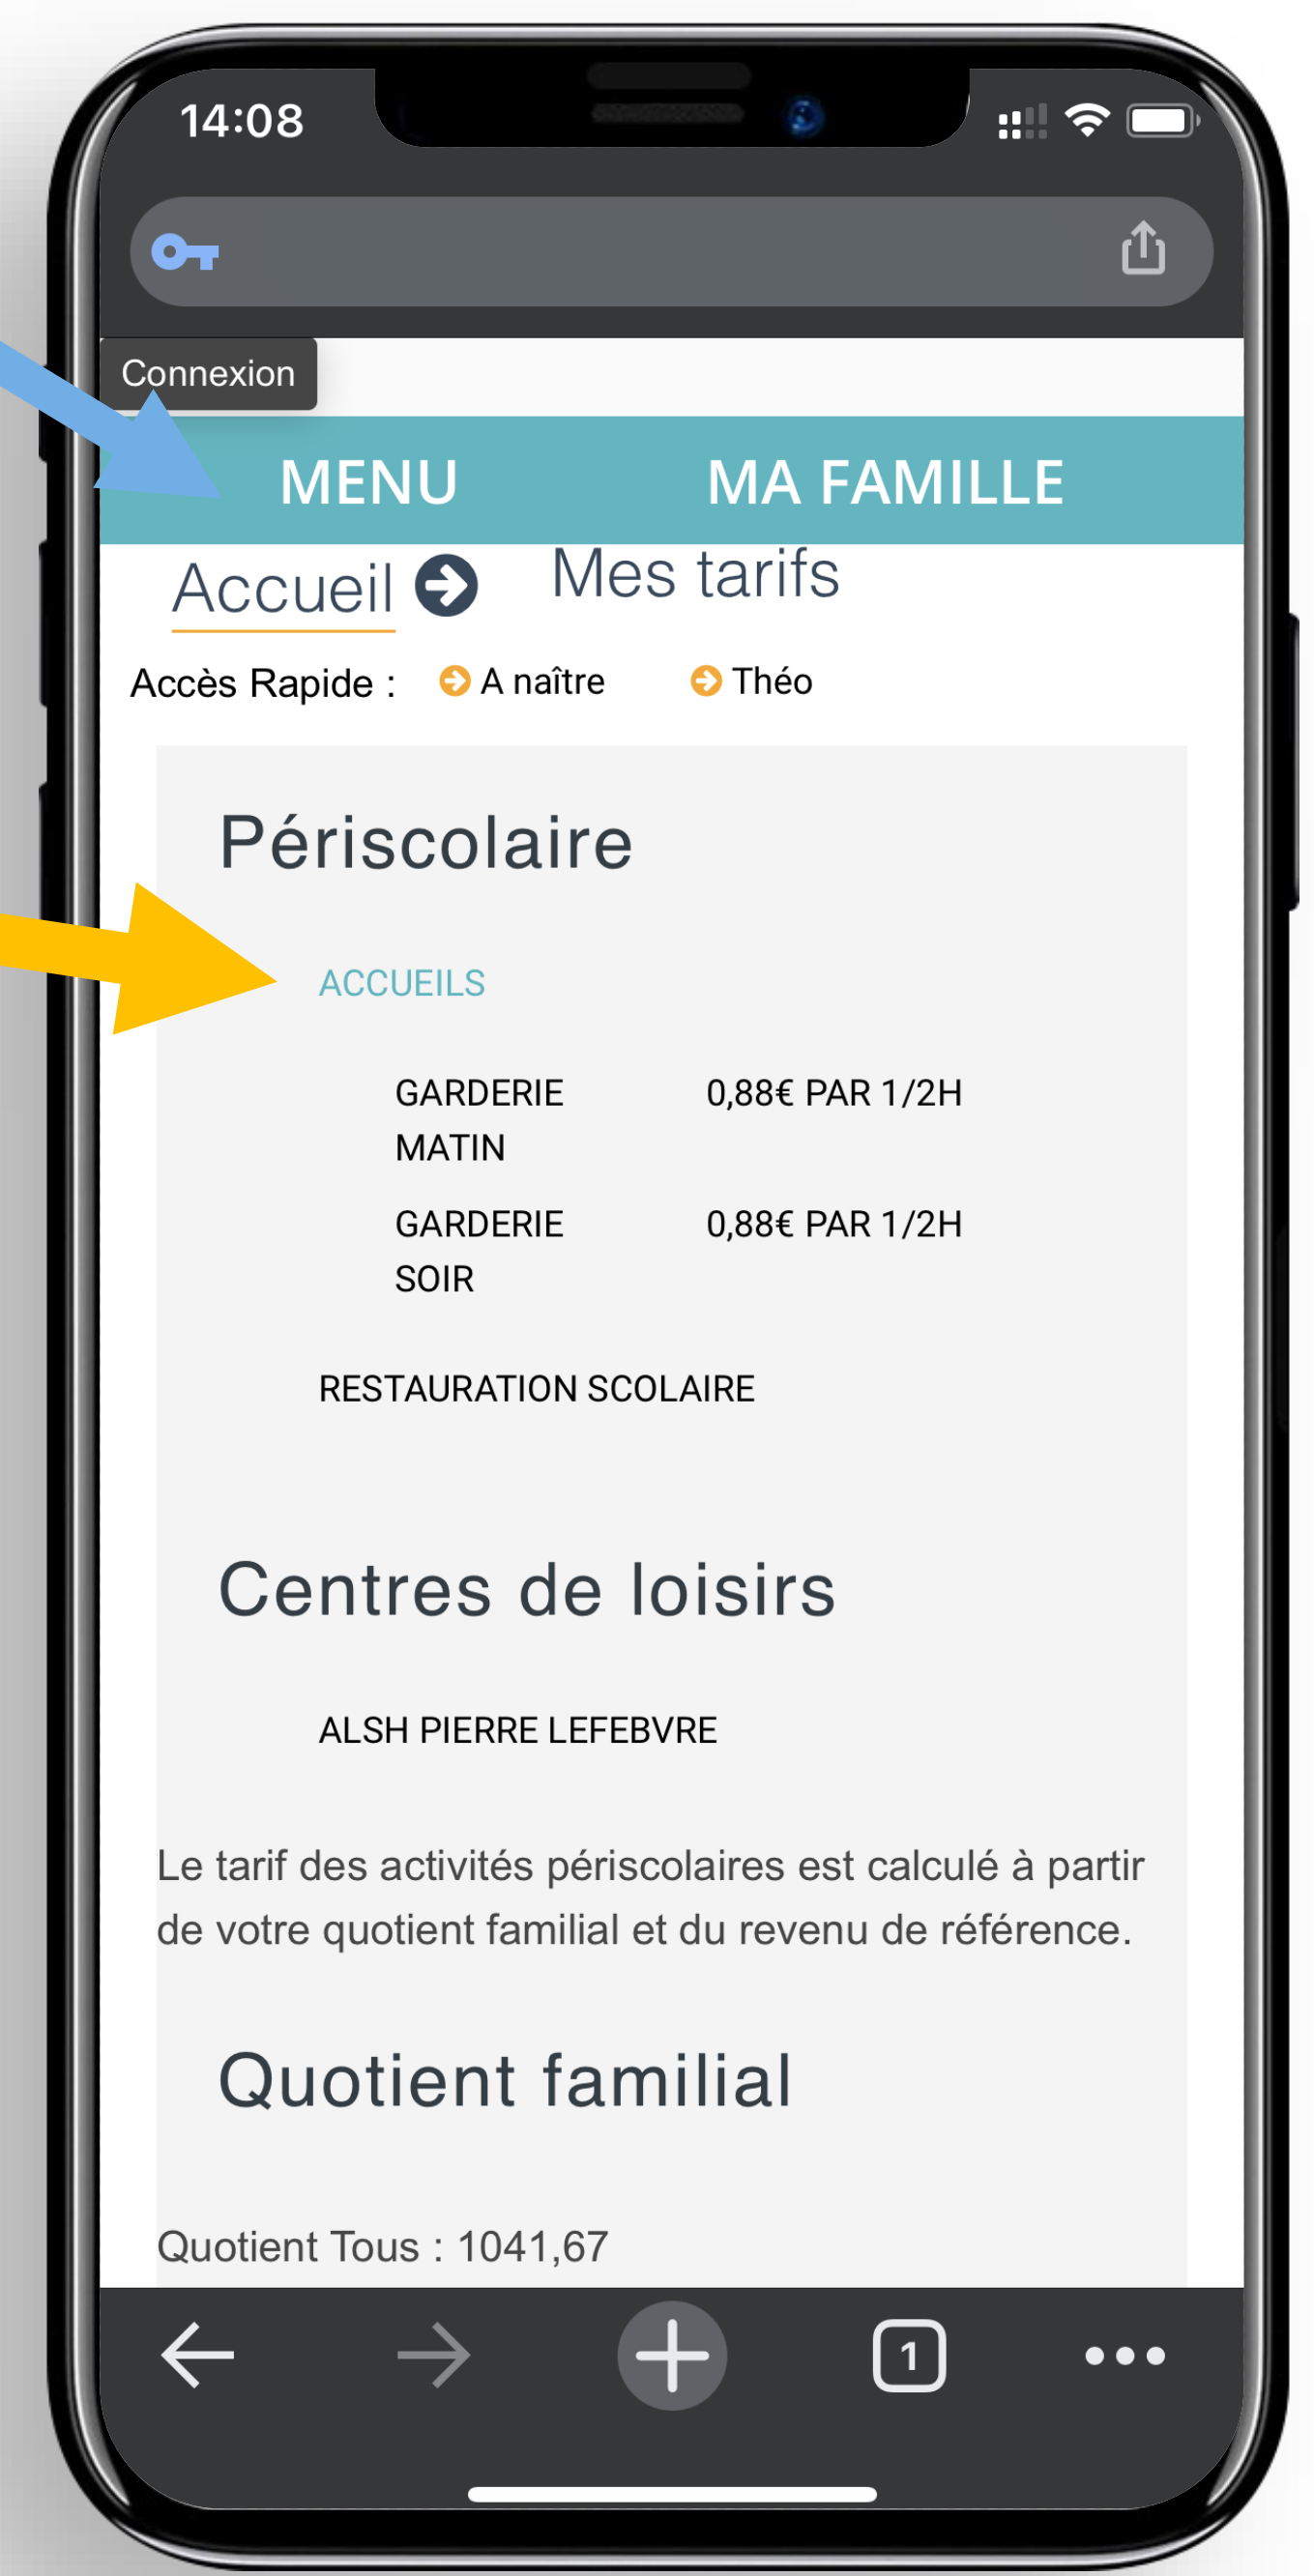 14:08
Connexion
MENU MA FAMILLE
Accueil Mes tarifs
Accès Rapide : A naître Théo
Périscolaire
ACCUEILS
GARDERIE MATIN 0,88€ PAR 1/2H
GARDERIE SOIR 0,88€ PAR 1/2H
RESTAURATION SCOLAIRE
Centres de loisirs
ALSH PIERRE LEFEBVRE
Le tarif des activités périscolaires est calculé à partir
de votre quotient familial et du revenu de référence.
Quotient familial
Quotient Tous : 1041,67
1